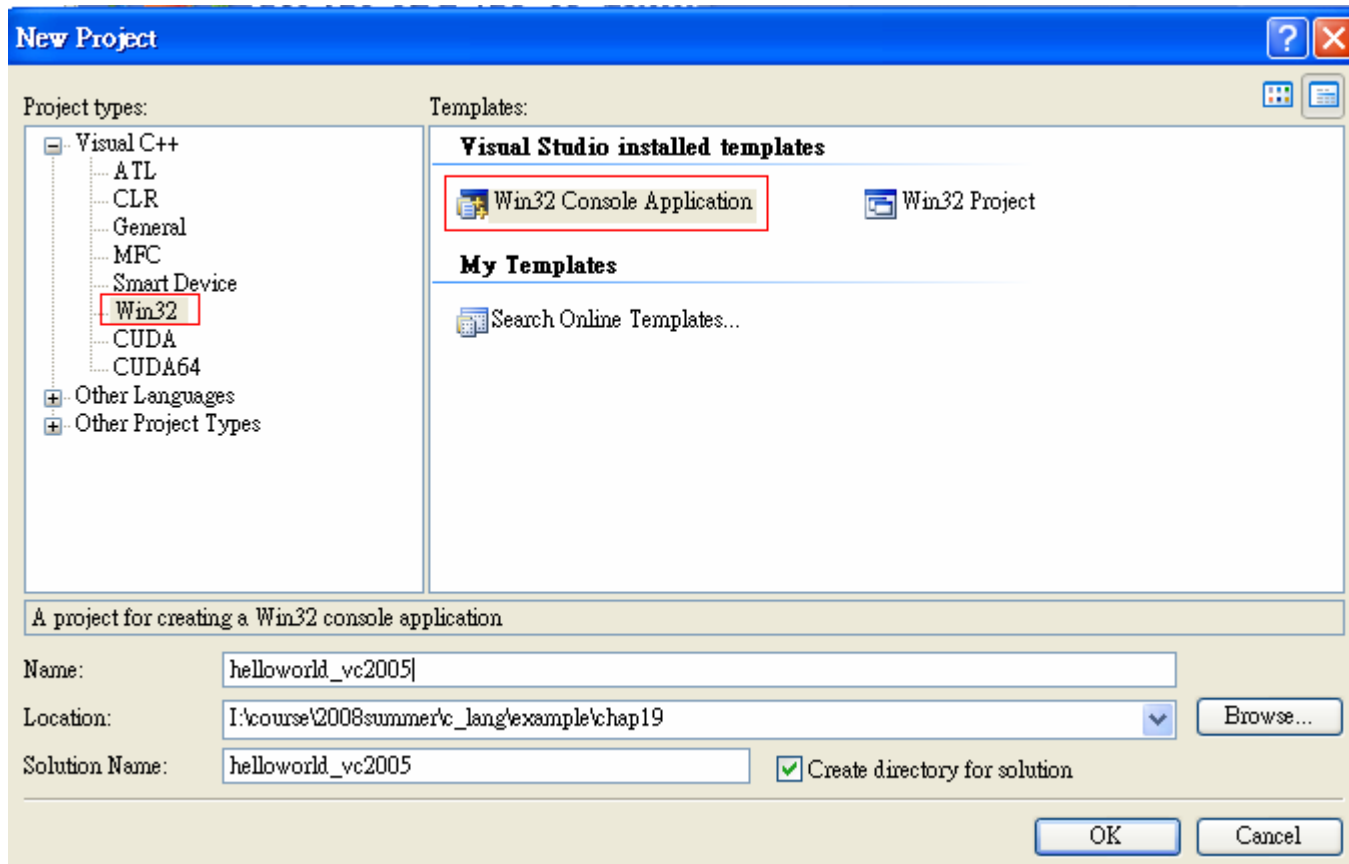 New Project
Project types:
Templates:
Visual C++
ATL
CLR
General
MFC
Smart Device
Win32
CUDA
CUDA64
Other Languages
Other Project Types
Visual Studio installed templates
Win32 Console Application
Win32 Project
My Templates
Search Online Templates...
A project for creating a Win32 console application
Name:
helloworld_vc2005
Location:
I:\course\2008summer\c_lang\example\chap19
Browse...
Solution Name:
helloworld_vc2005
Create directory for solution
OK
Cancel